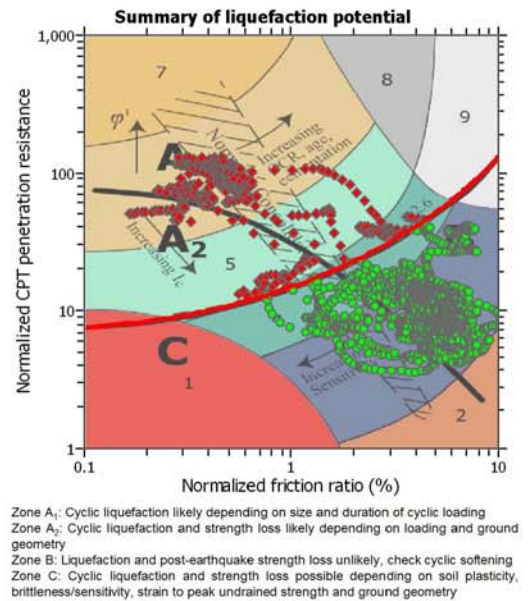 Summary of liquefaction potential
1,000
7
8
9
φ'
Increasing
A
100
A₂
2.6
Increasing Ic
5
10
C
1
2
1
0.1
1
10
Normalized CPT penetration resistance
Normalized friction ratio (%)
Zone A₁: Cyclic liquefaction likely depending on size and duration of cyclic loading
Zone A₂: Cyclic liquefaction and strength loss likely depending on loading and ground
geometry
Zone B: Liquefaction and post-earthquake strength loss unlikely, check cyclic softening
Zone C: Cyclic liquefaction and strength loss possible depending on soil plasticity,
brittleness/sensitivity, strain to peak undrained strength and ground geometry